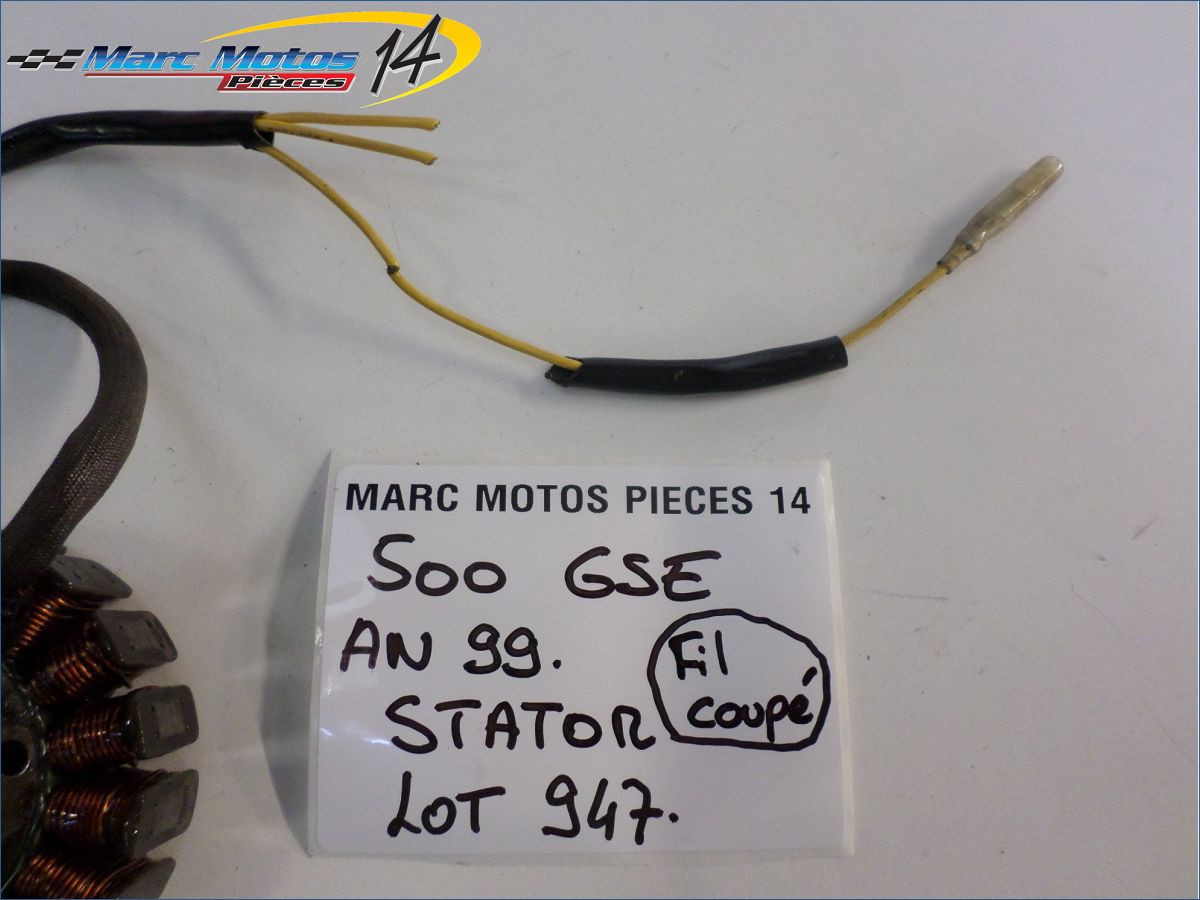 Marc Motos 14
Pièces
MARC MOTOS PIECES 14
500 GSE
AN 99.
Fil
coupé
STATOR
LOT 947.